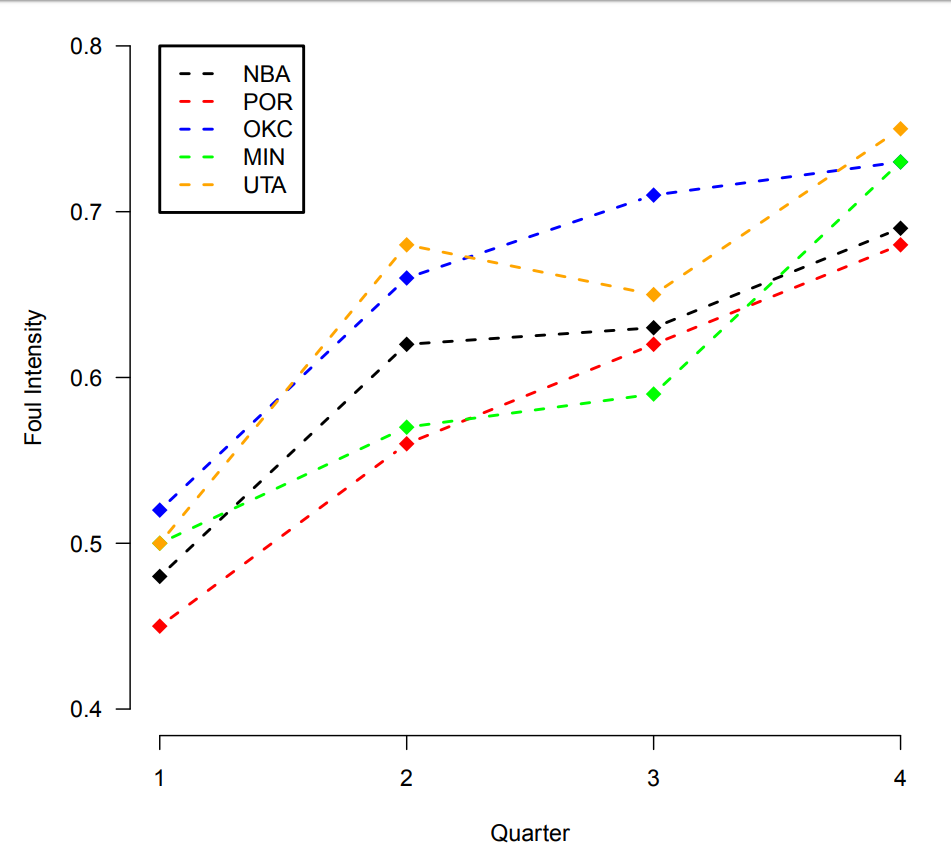 0.8
0.7
0.6
0.5
0.4
Foul Intensity
NBA
POR
OKC
MIN
UTA
1 2 3 4
Quarter